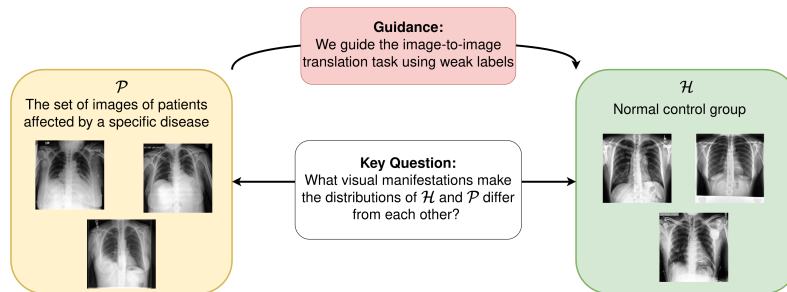 Guidance:
We guide the image-to-image
translation task using weak labels
𝒫
The set of images of patients
affected by a specific disease
ℋ
Normal control group
Key Question:
What visual manifestations make
the distributions of ℋ and 𝒫 differ
from each other?